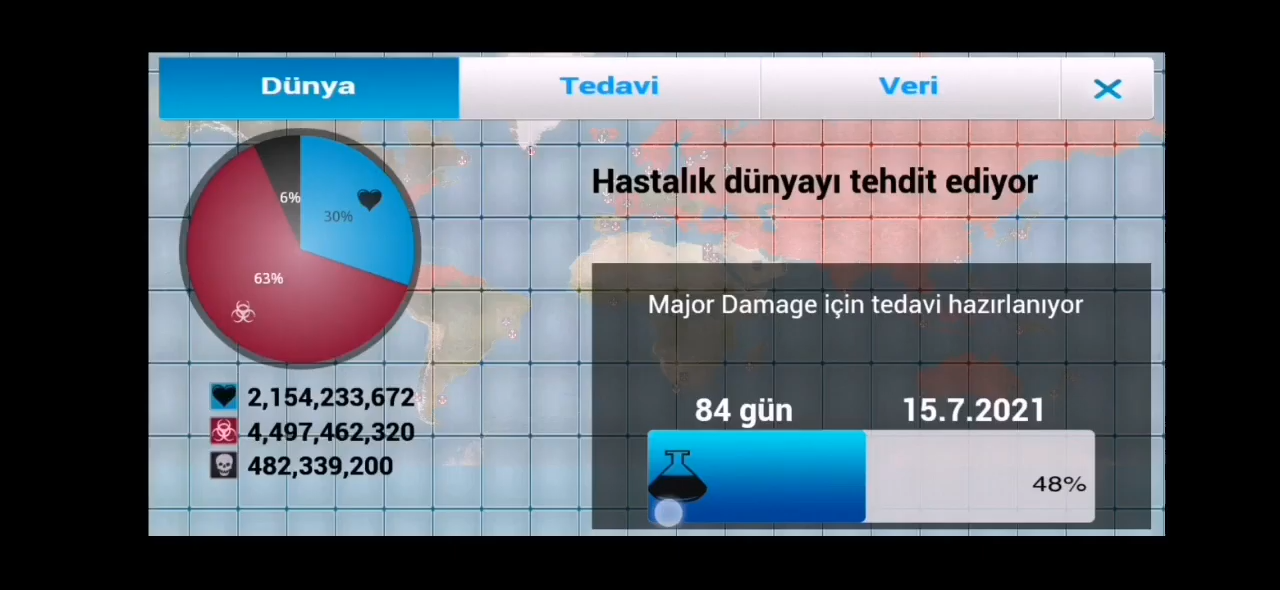 Dünya Tedavi Veri
6%
30%
63%
Hastalık dünyayı tehdit ediyor
Major Damage için tedavi hazırlanıyor
2,154,233,672
4,497,462,320
482,339,200
84 gün 15.7.2021
48%